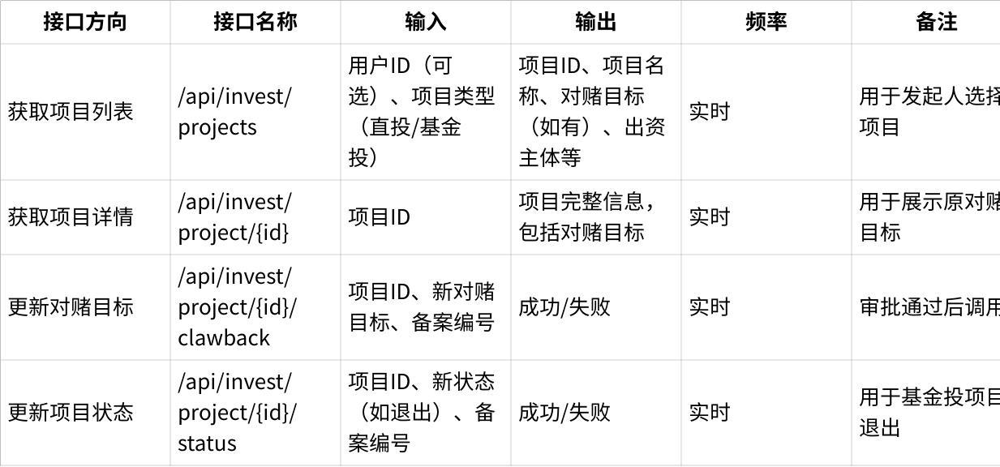 接口方向 接口名称 输入 输出 频率 备注
获取项目列表
/api/invest/
projects
用户ID（可
选）、项目类型
（直投/基金
投）
项目ID、项目名
称、对赌目标
（如有）、出资
主体等
实时
用于发起人选择
项目
获取项目详情
/api/invest/
project/{id}
项目ID
项目完整信息，
包括对赌目标
实时
用于展示原对赌
目标
更新对赌目标
/api/invest/
project/{id}/
clawback
项目ID、新对赌
目标、备案编号
成功/失败
实时
审批通过后调用
更新项目状态
/api/invest/
project/{id}/
status
项目ID、新状态
（如退出）、备
案编号
成功/失败
实时
用于基金投项目
退出